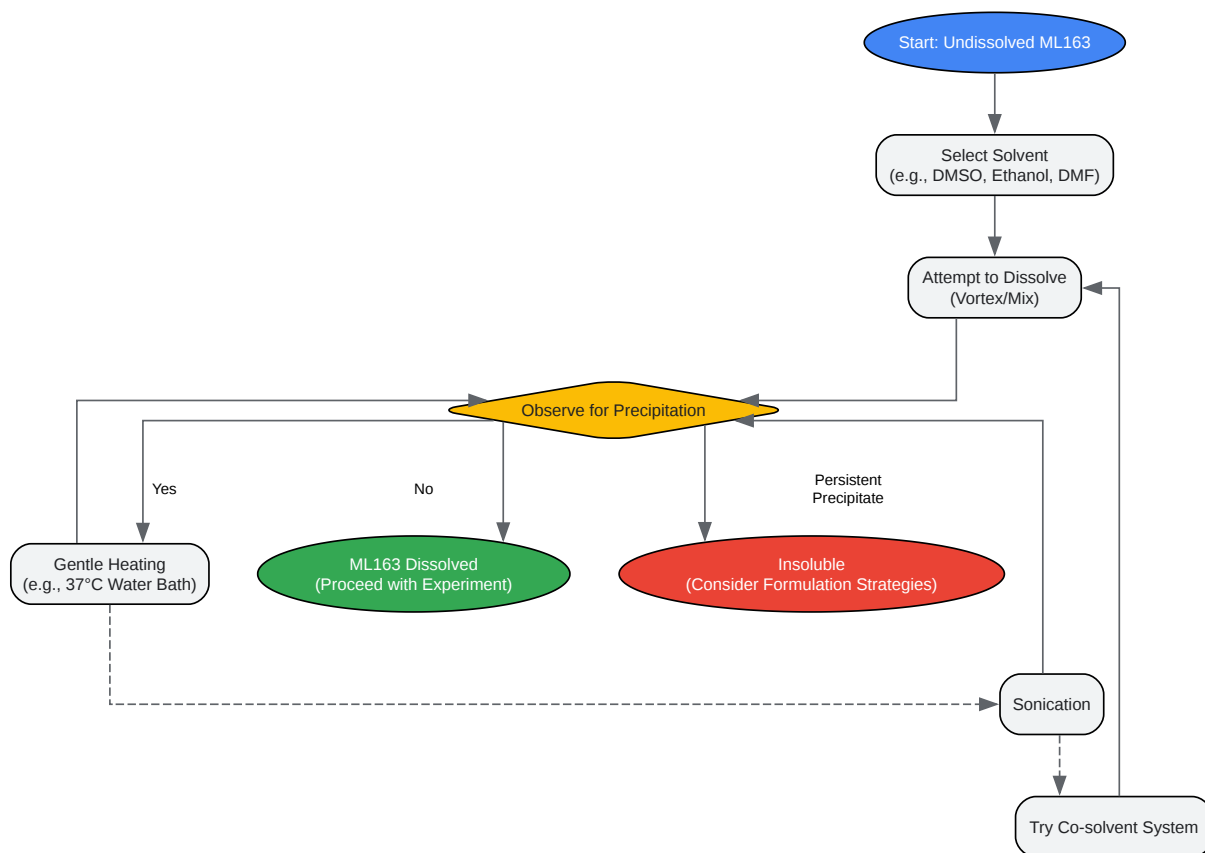 Start: Undissolved ML163
Select Solvent
(e.g., DMSO, Ethanol, DMF)
Attempt to Dissolve
(Vortex/Mix)
Observe for Precipitation
Yes
No
Persistent
Precipitate
Gentle Heating
(e.g., 37°C Water Bath)
ML163 Dissolved
(Proceed with Experiment)
Insoluble
(Consider Formulation Strategies)
Sonication
Try Co-solvent System